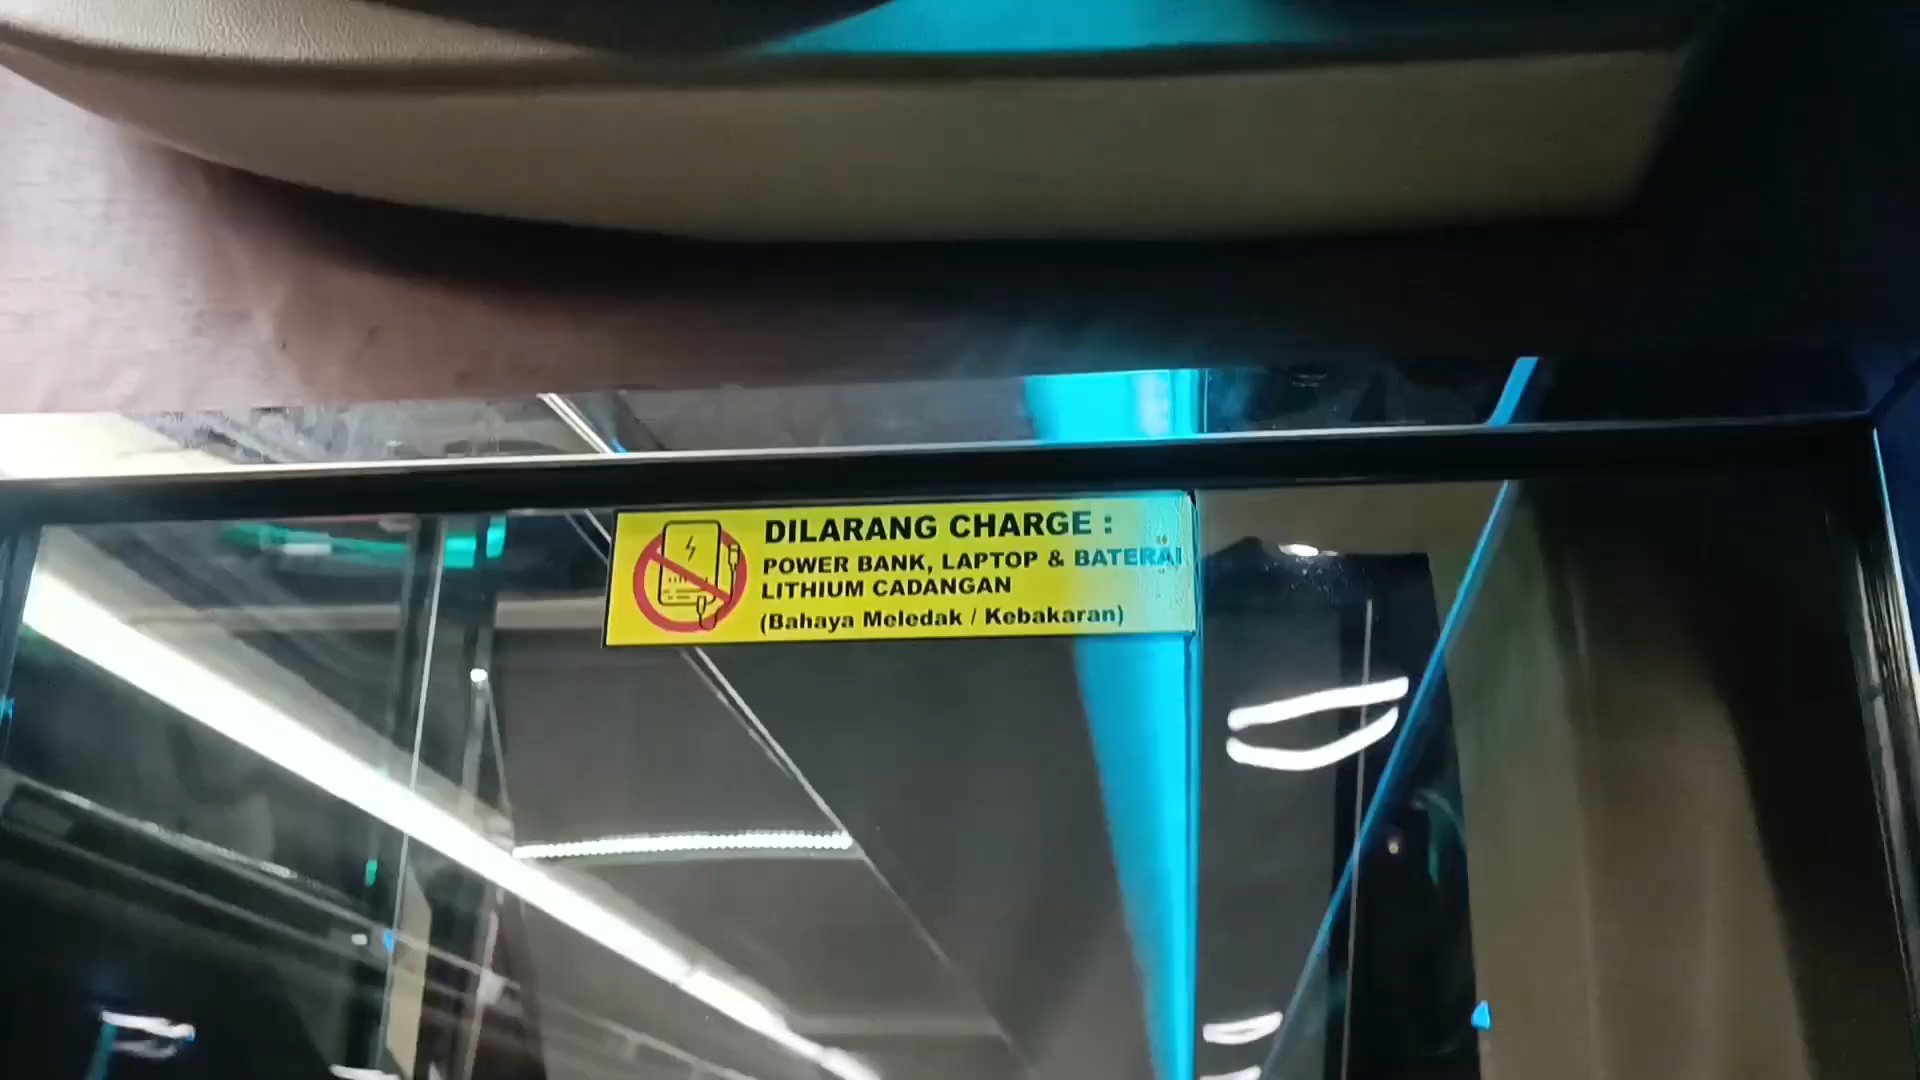 DILARANG CHARGE :
POWER BANK, LAPTOP & BATERAI
LITHIUM CADANGAN
(Bahaya Meledak / Kebakaran)